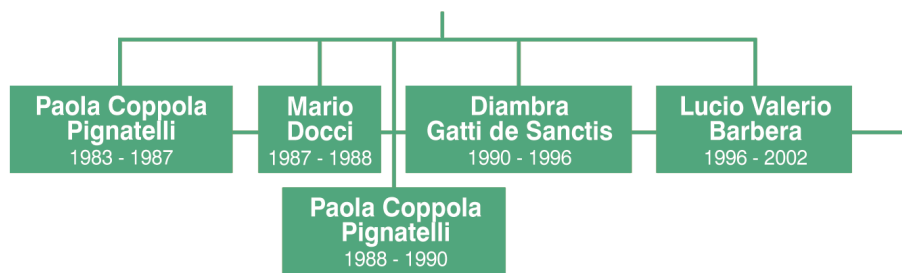 Paola Coppola
Pignatelli
1983 - 1987
Mario
Docci
1987 - 1988
Diambra
Gatti de Sanctis
1990 - 1996
Lucio Valerio
Barbera
1996 - 2002
Paola Coppola
Pignatelli
1988 - 1990